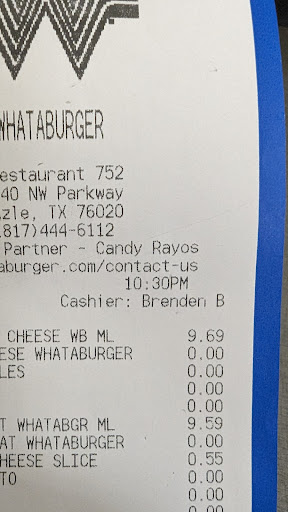 WHATABURGER
estaurant 752
40 NW Parkway
zle, TX 76020
817)444-6112
Partner - Candy Rayos
aburger.com/contact-us
10:30PM
Cashier: Brenden B
CHEESE WB ML 9.69
ESE WHATABURGER 0.00
LES 0.00
0.00
0.00
T WHATABGR ML 9.59
AT WHATABURGER 0.00
HEESE SLICE 0.55
TO 0.00
0.00
0.00